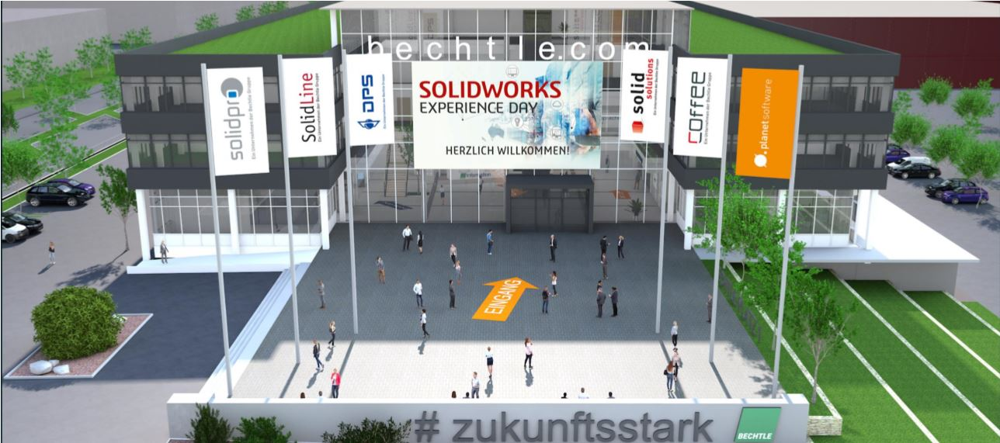 bechtle.com
solidpro
Ein Unternehmen der Bechtle Gruppe
SolidLine
Ein Unternehmen der Bechtle Gruppe
DPS
Ein Unternehmen der Bechtle Gruppe
SOLIDWORKS
EXPERIENCE DAY
HERZLICH WILLKOMMEN!
solid
solutions
Ein Unternehmen der Bechtle Gruppe
coffee
Ein Unternehmen der Bechtle Gruppe
planetsoftware
Information
EINGANG
# zukunftsstark
BECHTLE